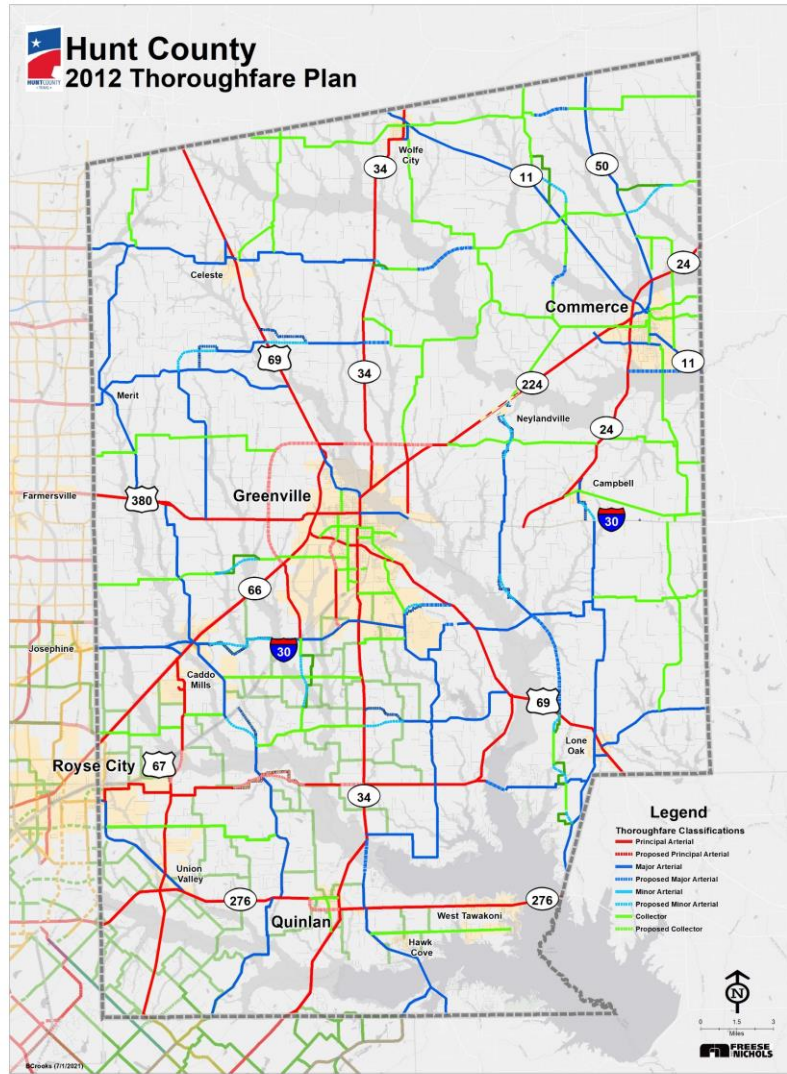 Hunt County
2012 Thoroughfare Plan
HUNTCOUNTY
Wolfe
City
34
11
50
24
Celeste
Commerce
69
34
224
11
Merit
Neylandville
24
Farmersville
380
Greenville
Campbell
30
66
Josephine
30
Caddo
Mills
69
Lone
Oak
Royse City
67
34
Legend
Thoroughfare Classifications
Principal Arterial
Proposed Principal Arterial
Major Arterial
Proposed Major Arterial
Minor Arterial
Proposed Minor Arterial
Collector
Proposed Collector
Union
Valley
276
276
Quinlan
West Tawakoni
Hawk
Cove
N
0 1.5 3
Miles
FREESE
NICHOLS
BCrooks (7/1/2021)